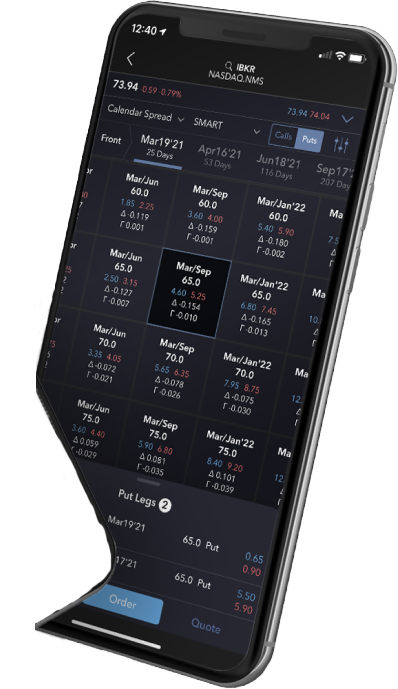 12:40
IBKR
NASDAQ.NMS
73.94 0.59 0.79% 73.94 74.04
Calendar Spread SMART Calls Puts
Front Mar19'21 Apr16'21 Jun18'21 Sep17'
25 Days 53 Days 116 Days 207 Day
Mar/Jun Mar/Sep Mar/Jan'22 Ma
60.0 60.0 60.0
1.85 2.25 3.60 4.00 5.40 5.90 7.5
Δ -0.119 Δ -0.159 Δ -0.180 Δ
Γ 0.001 Γ -0.001 Γ -0.002 Γ
or Mar/Jun Mar/Sep Mar/Jan'22 Ma
65.0 65.0 65.0
2.50 3.15 4.60 5.25 6.80 7.45 10.
Δ -0.127 Δ -0.154 Δ -0.165 Δ
Γ -0.007 Γ -0.010 Γ -0.013 Γ
or Mar/Jun Mar/Sep Mar/Jan'22 Ma
70.0 70.0 70.0
3.35 4.05 5.65 6.35 7.95 8.75 12.
Δ -0.072 Δ -0.078 Δ -0.075 Δ
Γ -0.021 Γ -0.026 Γ -0.030 Γ
Mar/Jun Mar/Sep Mar/Jan'22 Ma
75.0 75.0 75.0
3.60 4.40 5.90 6.80 8.40 9.20 12.
Δ 0.059 Δ 0.081 Δ 0.101 Δ
Γ -0.029 Γ -0.035 Γ -0.039 Γ
Put Legs 2
Mar19'21 65.0 Put 0.65
0.90
17'21 65.0 Put 5.50
5.90
Order Quote